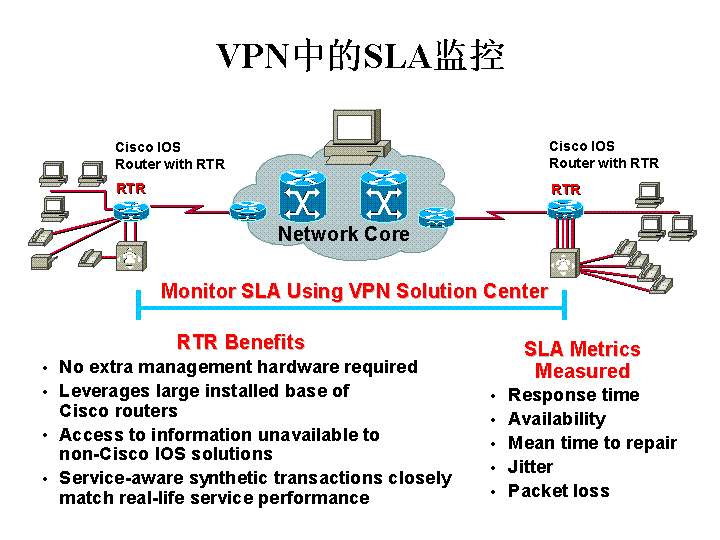 VPN中的SLA监控
Cisco IOS
Router with RTR
RTR
Cisco IOS
Router with RTR
RTR
Network Core
Monitor SLA Using VPN Solution Center
RTR Benefits
• No extra management hardware required
• Leverages large installed base of
Cisco routers
• Access to information unavailable to
non-Cisco IOS solutions
• Service-aware synthetic transactions closely
match real-life service performance
SLA Metrics
Measured
• Response time
• Availability
• Mean time to repair
• Jitter
• Packet loss